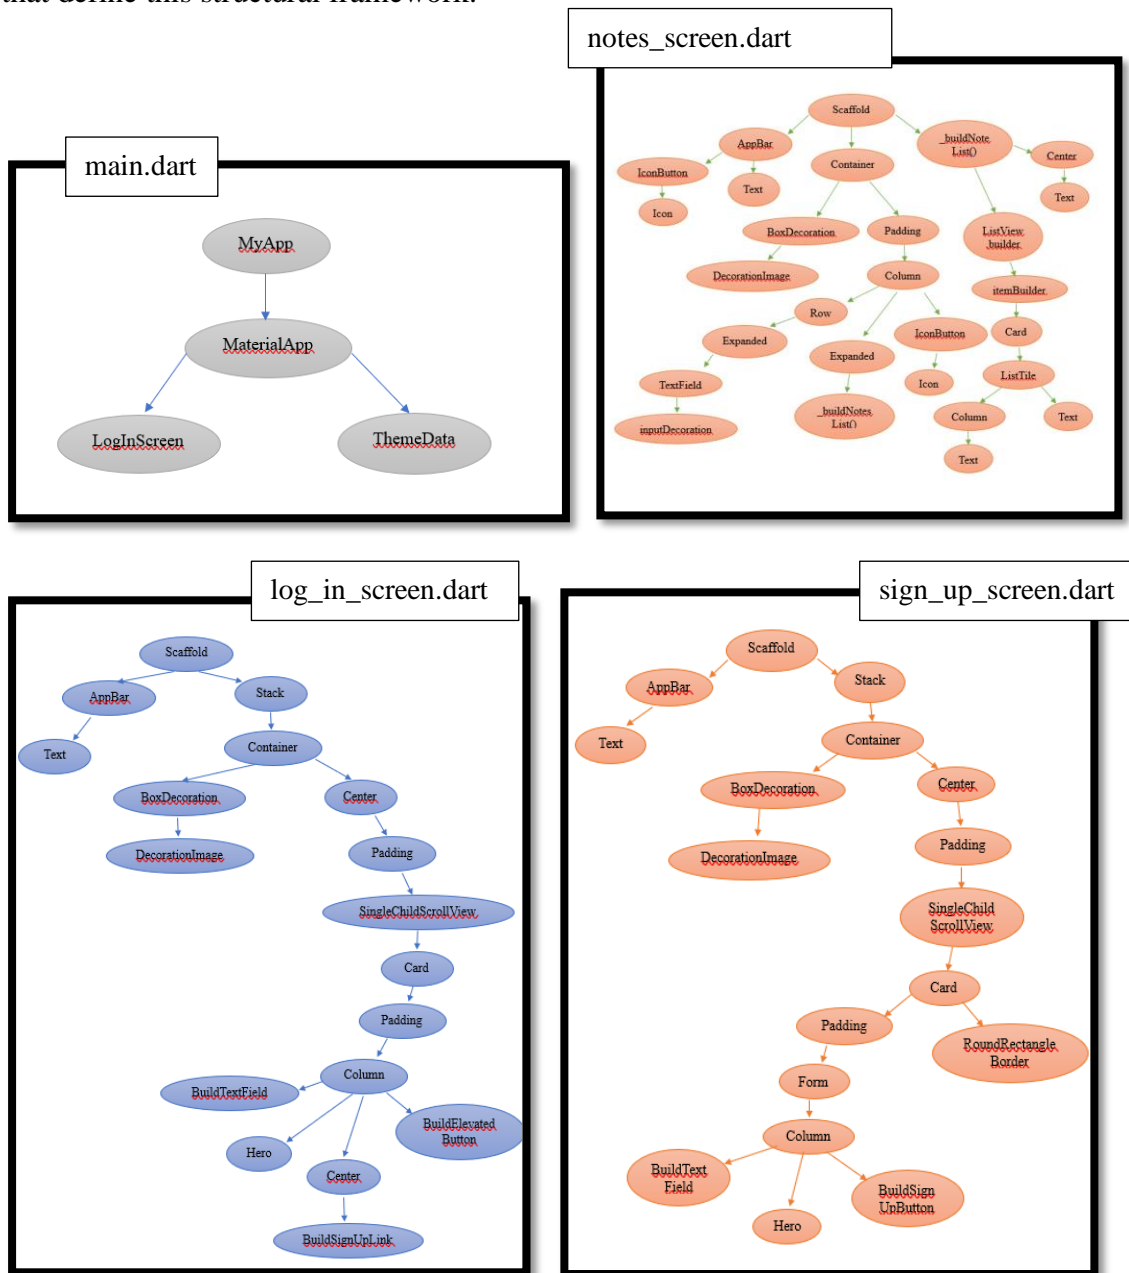 that define this structural framework.
notes_screen.dart
Scaffold
AppBar
_buildNote
List()
Center
IconButton
Text
Container
Text
Icon
BoxDecoration
Padding
ListView
builder
DecorationImage
Column
itemBuilder
Row
Expanded
IconButton
Card
Expanded
TextField
Icon
ListTile
inputDecoration
_buildNotes
List()
Column
Text
Text
main.dart
MyApp
MaterialApp
LogInScreen
ThemeData
log_in_screen.dart
Scaffold
AppBar
Stack
Text
Container
BoxDecoration
Center
DecorationImage
Padding
SingleChildScrollView
Card
Padding
Column
BuildTextField
BuildElevated
Button
Hero
Center
BuildSignUpLink
sign_up_screen.dart
Scaffold
AppBar
Stack
Text
Container
BoxDecoration
Center
DecorationImage
Padding
SingleChild
ScrollView
Card
Padding
RoundRectangle
Border
Form
Column
BuildText
Field
BuildSign
UpButton
Hero